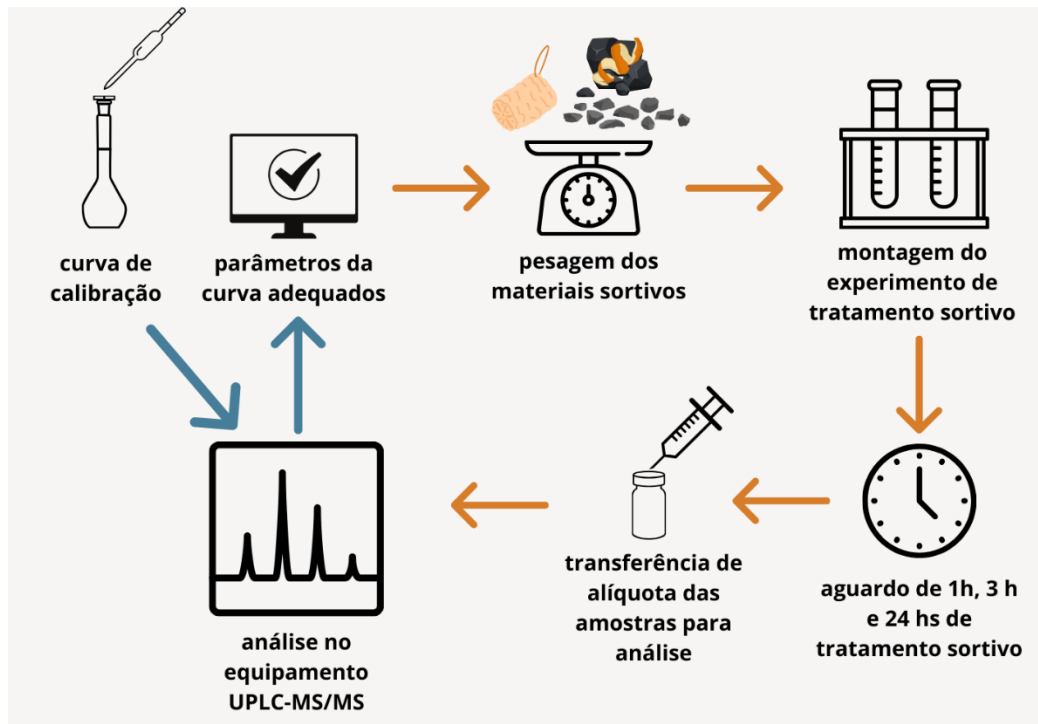 curva de
calibração
parâmetros da
curva adequados
pesagem dos
materiais sortivos
montagem do
experimento de
tratamento sortivo
aguardo de 1h, 3 h
e 24 hs de
tratamento sortivo
transferência de
alíquota das
amostras para
análise
análise no
equipamento
UPLC-MS/MS